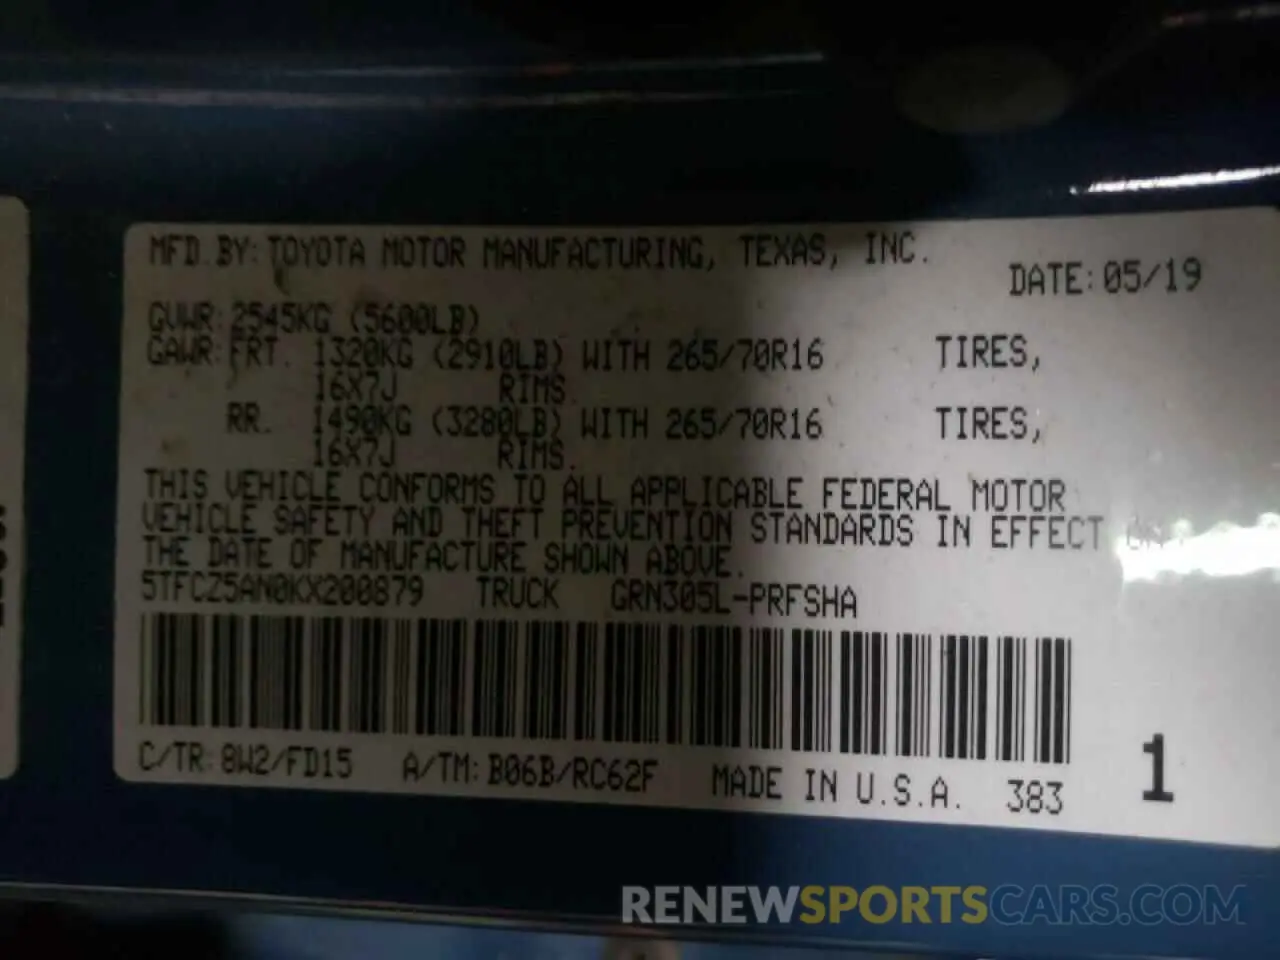 MFD. BY: TOYOTA MOTOR MANUFACTURING, TEXAS, INC.
DATE: 05/19
GVWR: 2545KG (5600LB)
GAWR: FRT. 1320KG (2910LB) WITH 265/70R16 TIRES,
16X7J RIMS
RR. 1490KG (3280LB) WITH 265/70R16 TIRES,
16X7J RIMS.
THIS VEHICLE CONFORMS TO ALL APPLICABLE FEDERAL MOTOR
VEHICLE SAFETY AND THEFT PREVENTION STANDARDS IN EFFECT ON
THE DATE OF MANUFACTURE SHOWN ABOVE.
5TFCZ5AN0KX200879 TRUCK GRN305L-PRFSHA
C/TR: 8W2/FD15 A/TM: B06B/RC62F MADE IN U.S.A. 383
1
RENEWSPORTSCARS.COM